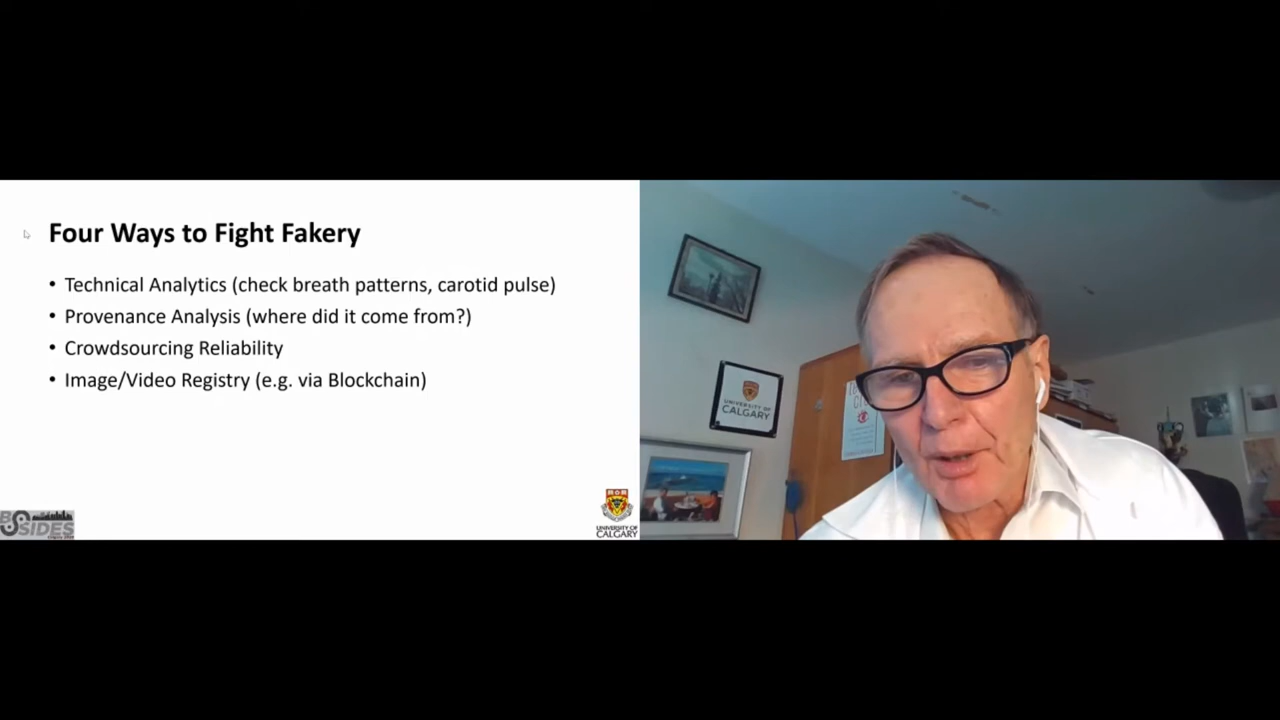 Four Ways to Fight Fakery
• Technical Analytics (check breath patterns, carotid pulse)
• Provenance Analysis (where did it come from?)
• Crowdsourcing Reliability
• Image/Video Registry (e.g. via Blockchain)
BSIDES
UNIVERSITY OF
CALGARY
UNIVERSITY OF
CALGARY